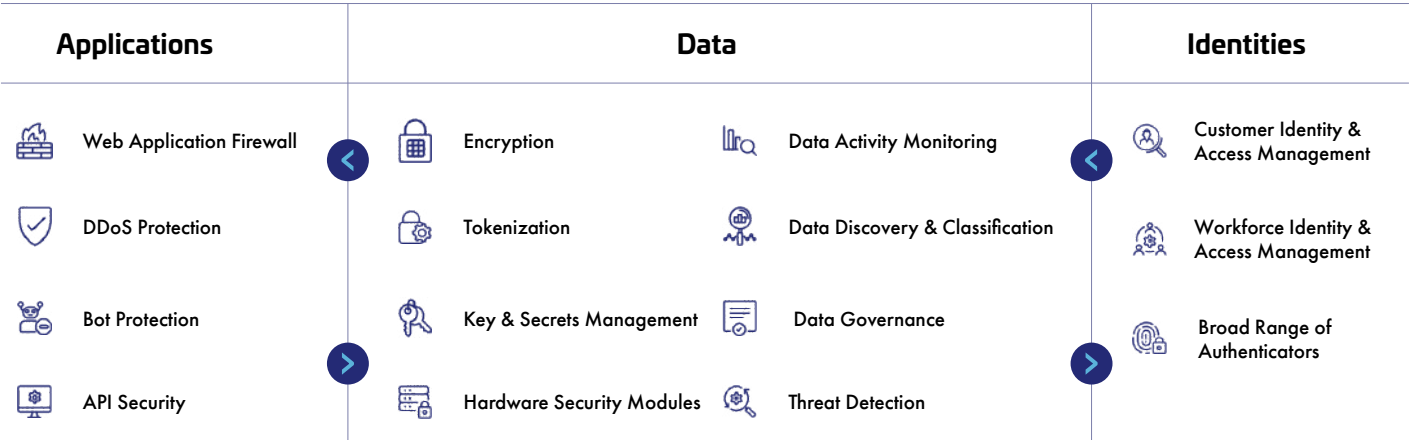 Applications
Data
Identities
Web Application Firewall
DDoS Protection
Bot Protection
API Security
Encryption
Tokenization
Key & Secrets Management
Hardware Security Modules
Data Activity Monitoring
Data Discovery & Classification
Data Governance
Threat Detection
Customer Identity &
Access Management
Workforce Identity &
Access Management
Broad Range of
Authenticators